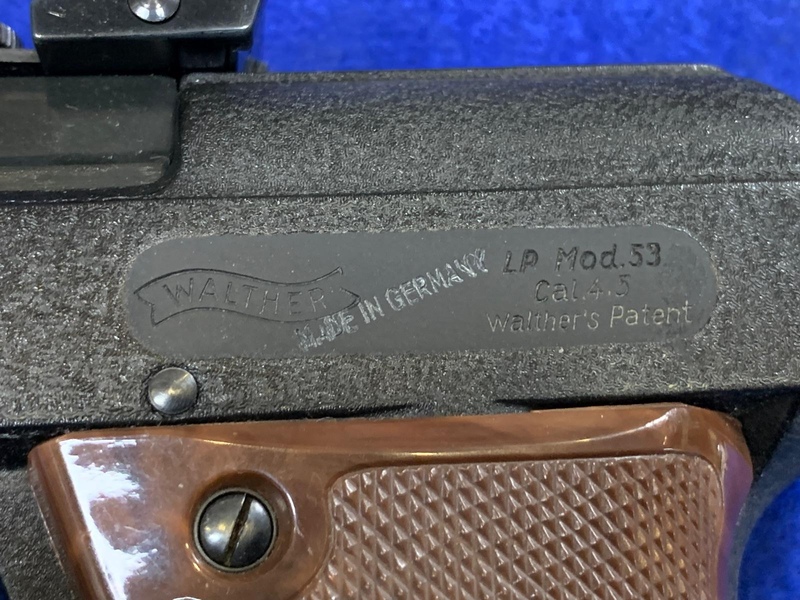 WALTHER
MADE IN GERMANY
LP Mod.53
Cal.4.5
Walther's Patent